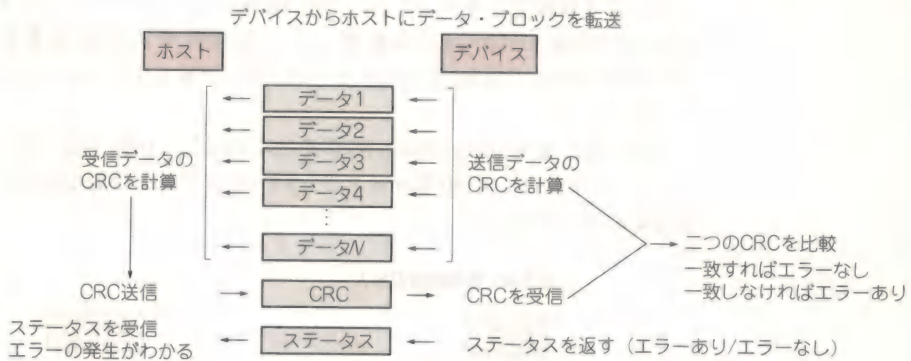 デバイスからホストにデータ・ブロックを転送
ホスト
デバイス
データ1
データ2
データ3
データ4
データN
受信データの
CRCを計算
送信データの
CRCを計算
二つのCRCを比較
一致すればエラーなし
一致しなければエラーあり
CRC送信
CRC
CRCを受信
ステータスを受信
エラーの発生がわかる
ステータス
ステータスを返す（エラーあり/エラーなし）